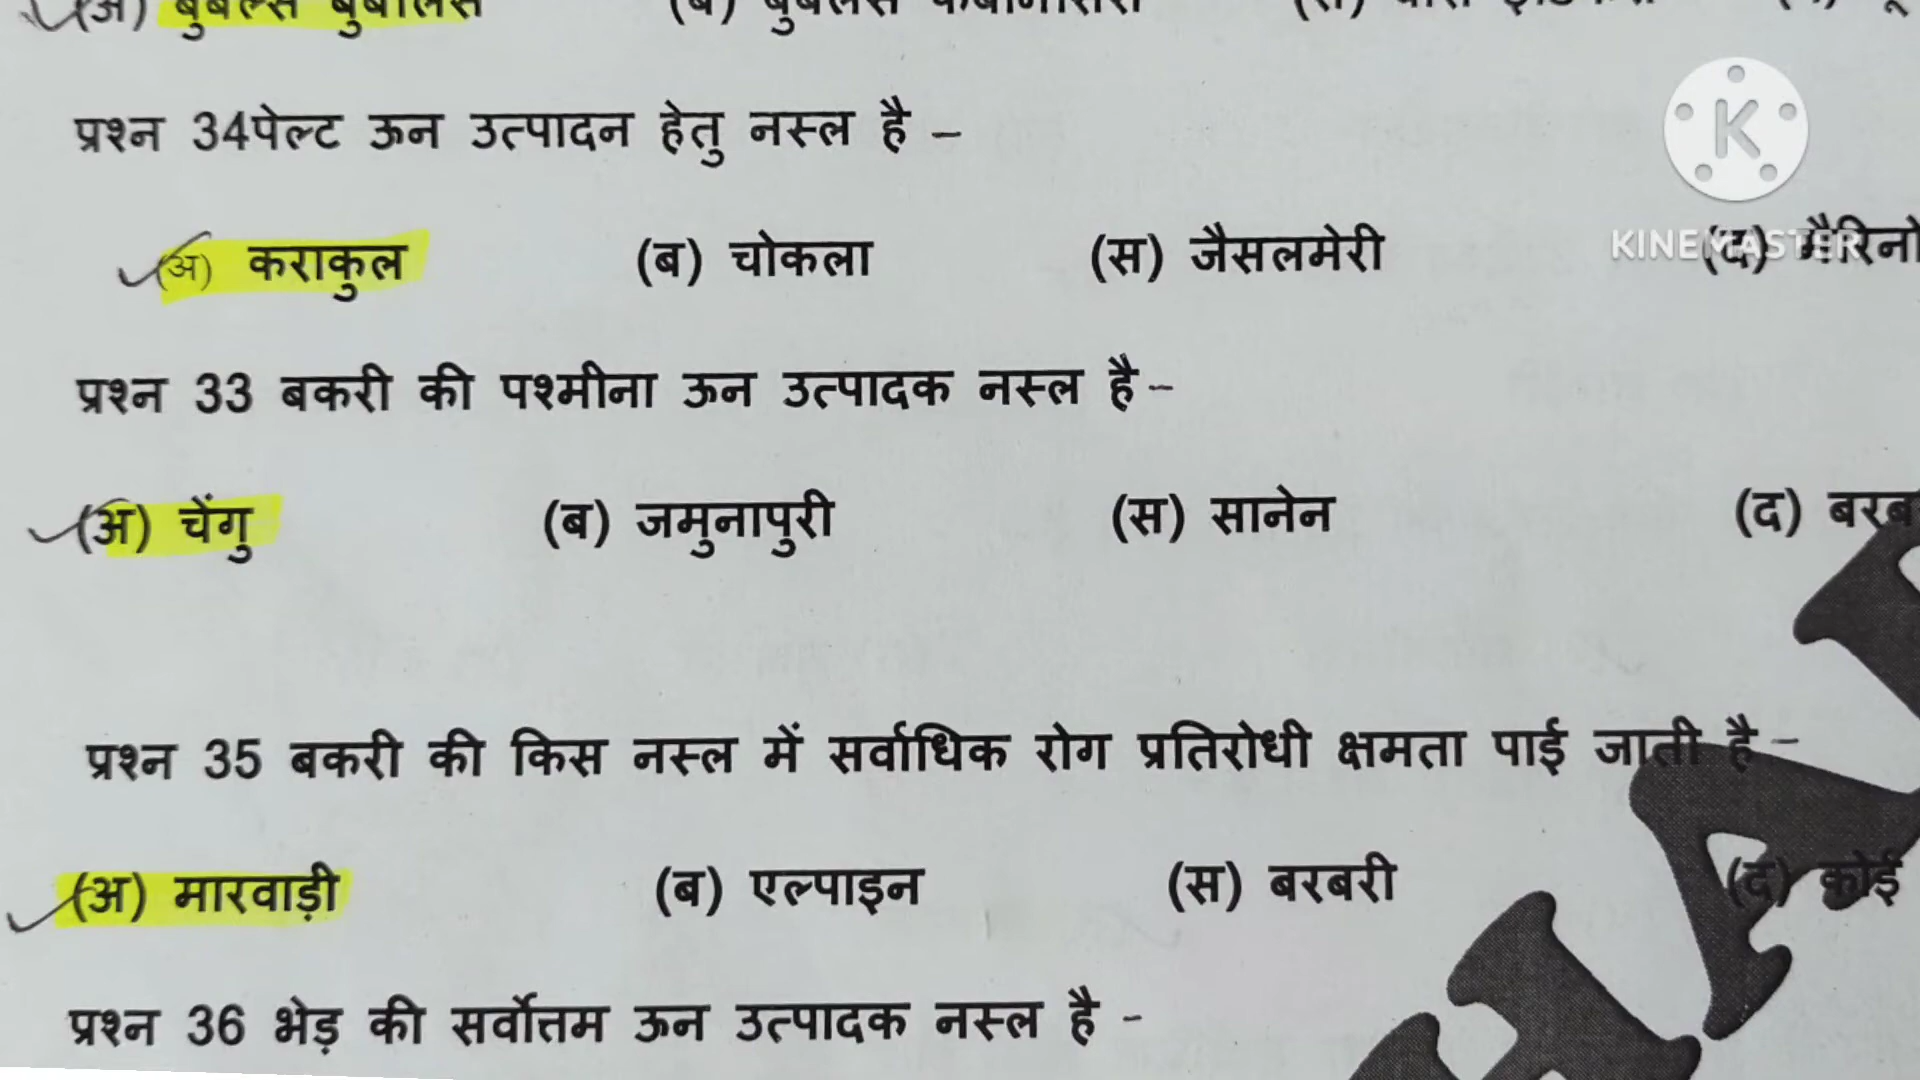 (अ) बुबेल्स बुबालिस (ब)
प्रश्न 34पेल्ट ऊन उत्पादन हेतु नस्ल है –
K
KINEMASTER
(अ) कराकुल (ब) चोकला (स) जैसलमेरी (द) मैरिनो
प्रश्न 33 बकरी की पश्मीना ऊन उत्पादक नस्ल है –
(अ) चेंगु (ब) जमुनापुरी (स) सानेन (द)
प्रश्न 35 बकरी की किस नस्ल में सर्वाधिक रोग प्रतिरोधी क्षमता पाई जाती है –
(अ) मारवाड़ी (ब) एल्पाइन (स) बरबरी (द) कोई
प्रश्न 36 भेड़ की सर्वोत्तम ऊन उत्पादक नस्ल है -